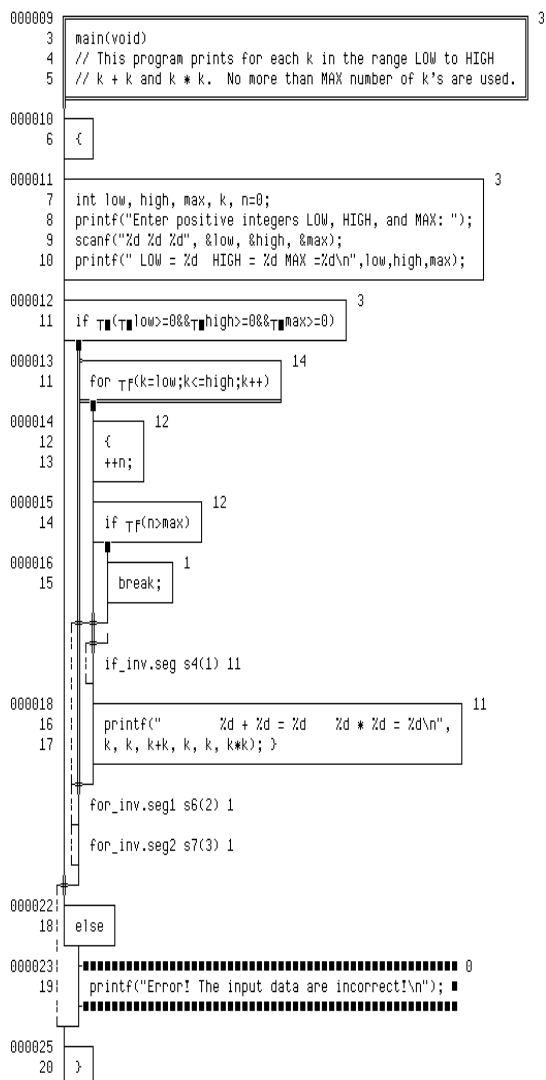 000009 3
3 main(void)
4 // This program prints for each k in the range LOW to HIGH
5 // k + k and k * k. No more than MAX number of k's are used.
000010
6 {
000011 3
7 int low, high, max, k, n=0;
8 printf("Enter positive integers LOW, HIGH, and MAX: ");
9 scanf("%d %d %d", &low, &high, &max);
10 printf(" LOW = %d HIGH = %d MAX =%d\n",low,high,max);
000012 3
11 if T∎(T∎low>=0&&T∎high>=0&&T∎max>=0)
000013 14
11 for TF(k=low;k<=high;k++)
000014 12
12 {
13 ++n;
000015 12
14 if TF(n>max)
000016 1
15 break;
if_inv.seg s4(1) 11
000018 11
16 printf(" %d + %d = %d %d * %d = %d\n",
17 k, k, k+k, k, k, k*k); }
for_inv.seg1 s6(2) 1
for_inv.seg2 s7(3) 1
000022
18 else
000023 0
19 printf("Error! The input data are incorrect!\n");
000025
20 }